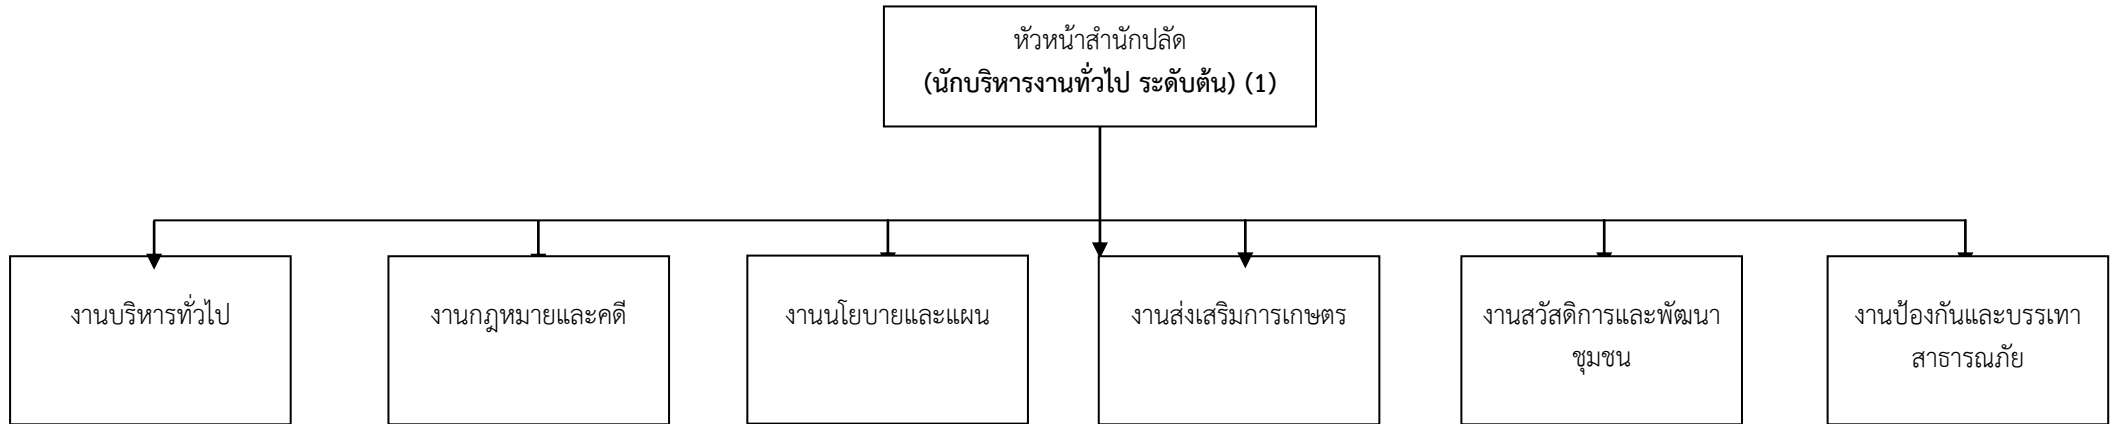 หัวหน้าสำนักปลัด
(นักบริหารงานทั่วไป ระดับต้น) (1)
งานบริหารทั่วไป
งานกฎหมายและคดี
งานนโยบายและแผน
งานส่งเสริมการเกษตร
งานสวัสดิการและพัฒนา
ชุมชน
งานป้องกันและบรรเทา
สาธารณภัย